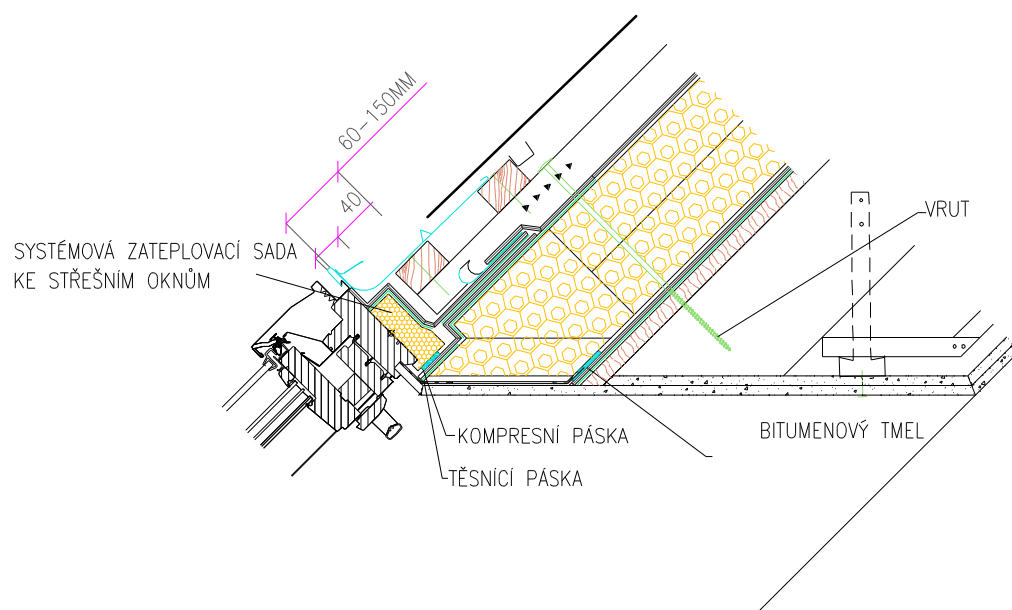 60-150MM
40
SYSTÉMOVÁ ZATEPLOVACÍ SADA
KE STŘEŠNÍM OKNŮM
VRUT
KOMPRESNÍ PÁSKA
BITUMENOVÝ TMEL
TĚSNÍCÍ PÁSKA